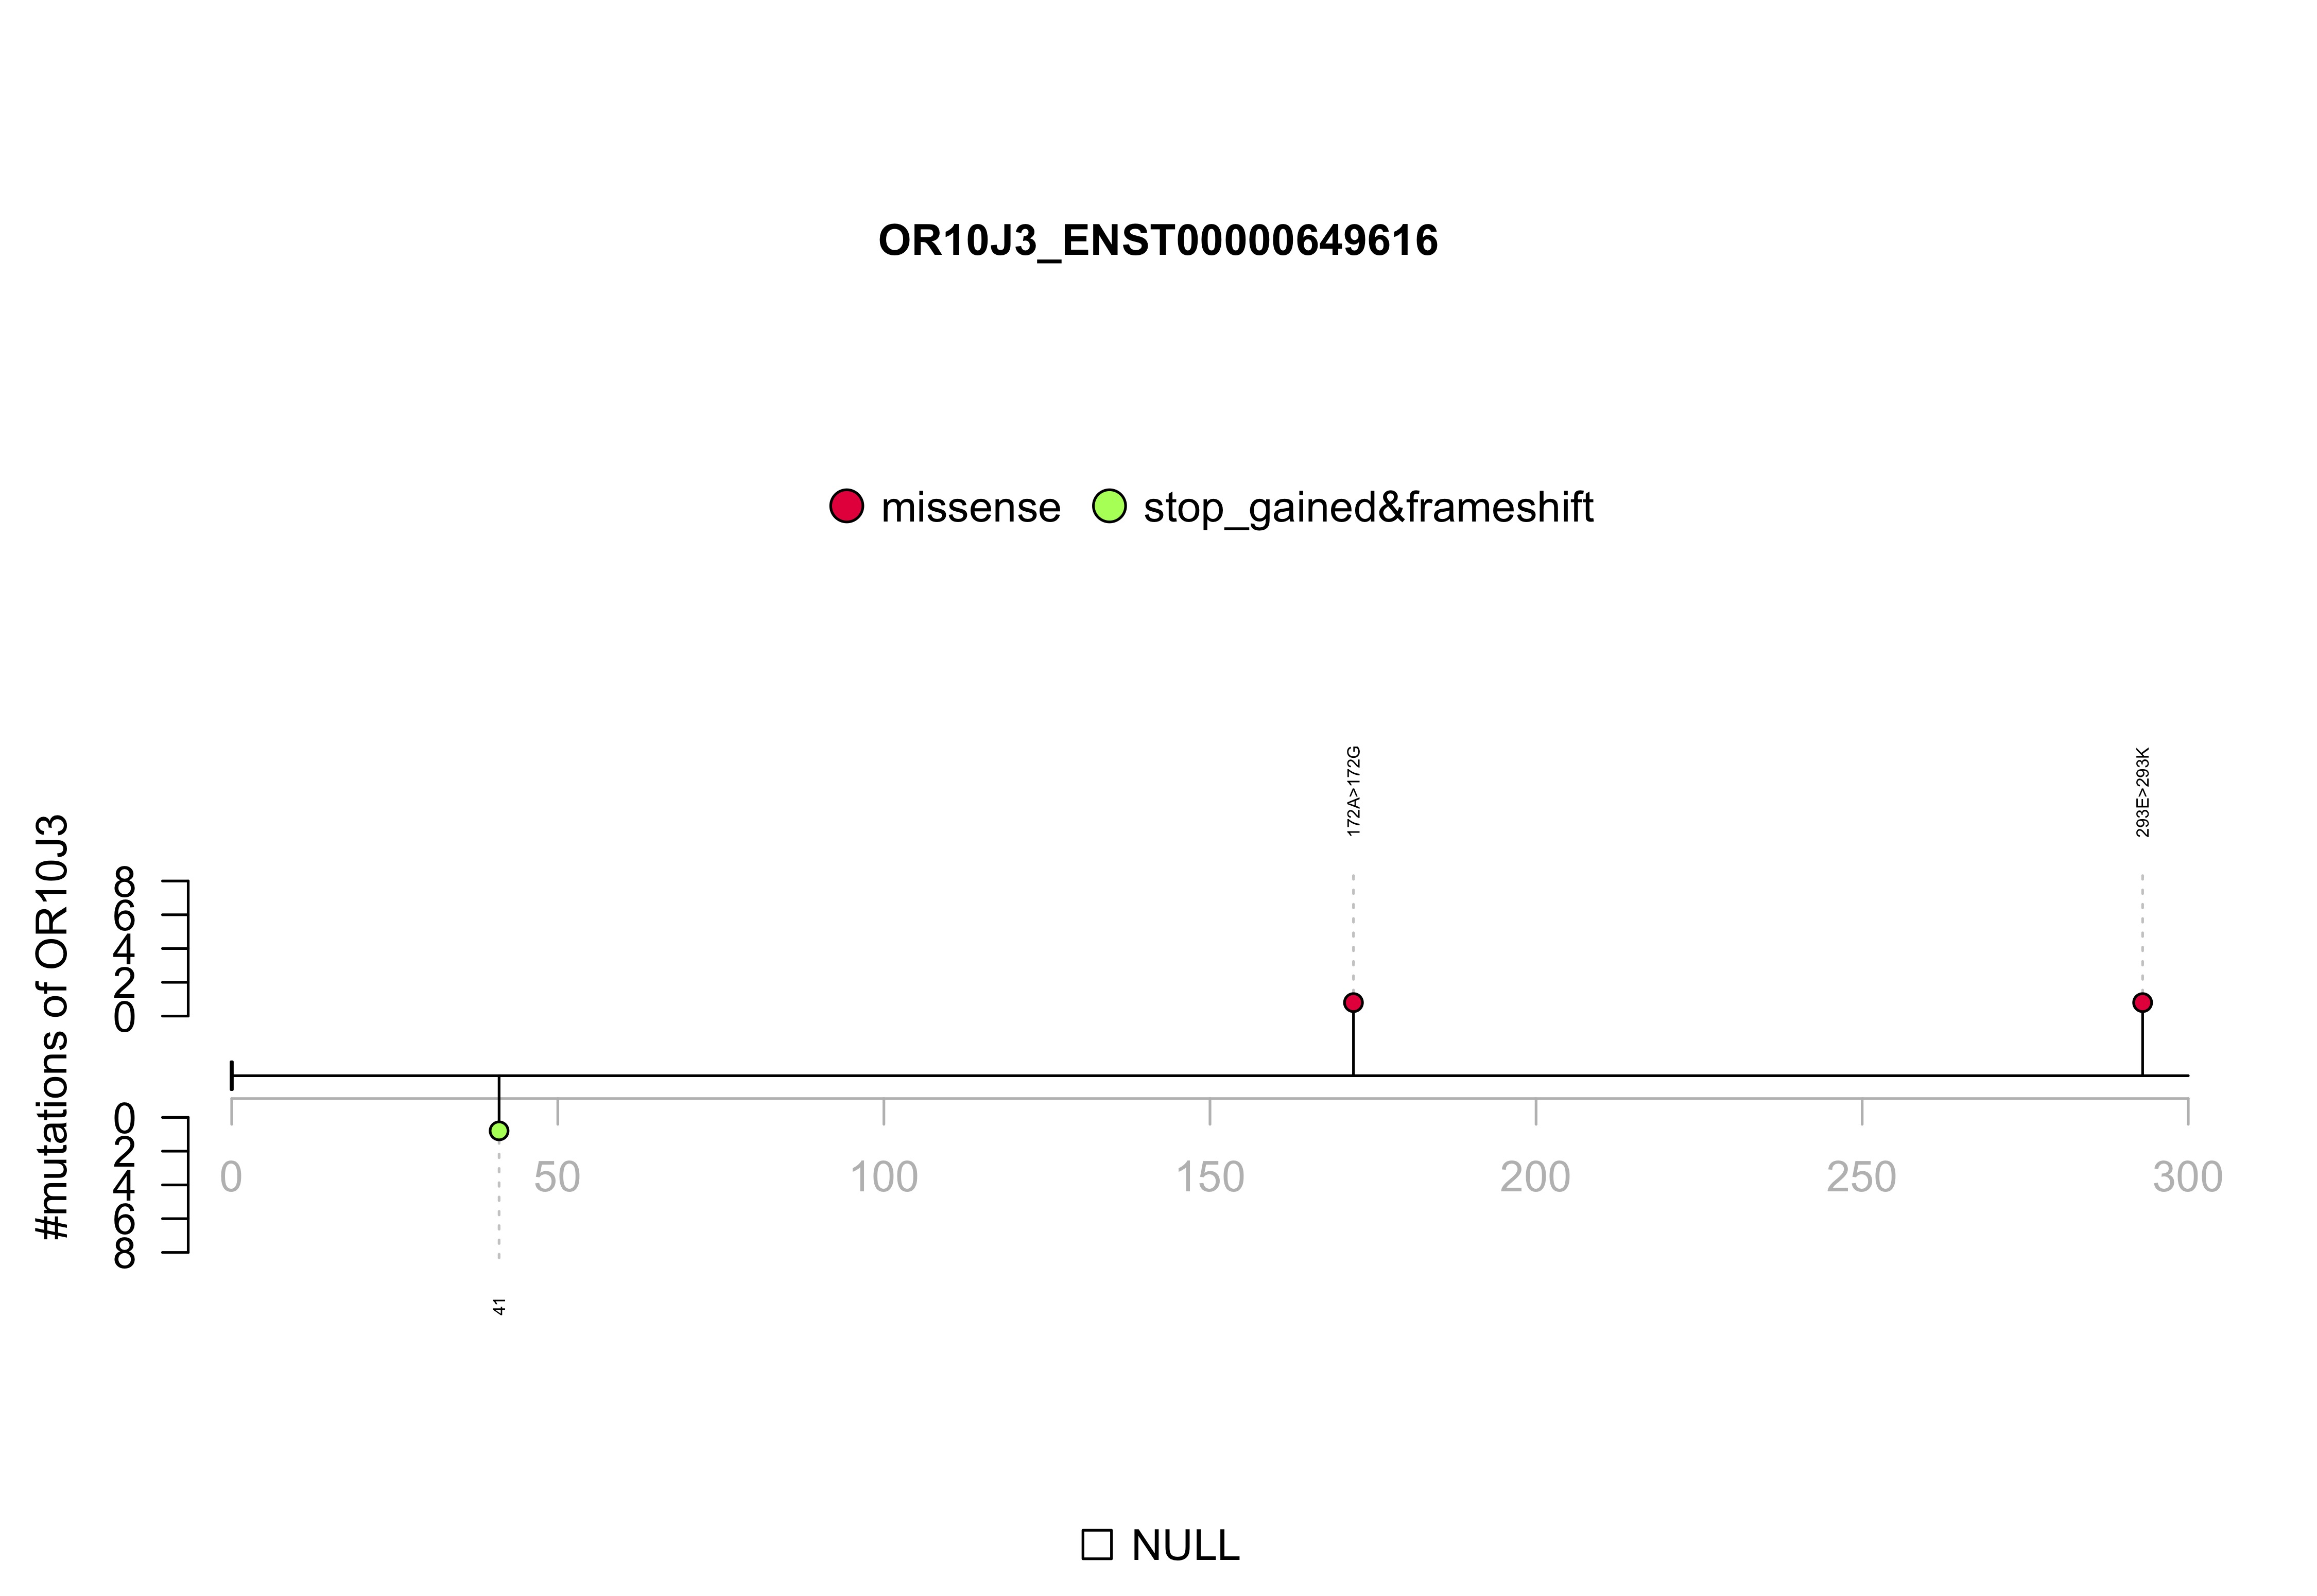 OR10J3_ENST00000649616
missense stop_gained&frameshift
172A>172G
293E>293K
#mutations of OR10J3
8
6
4
2
0
0
2
4
6
8
0 50 100 150 200 250 300
41
NULL